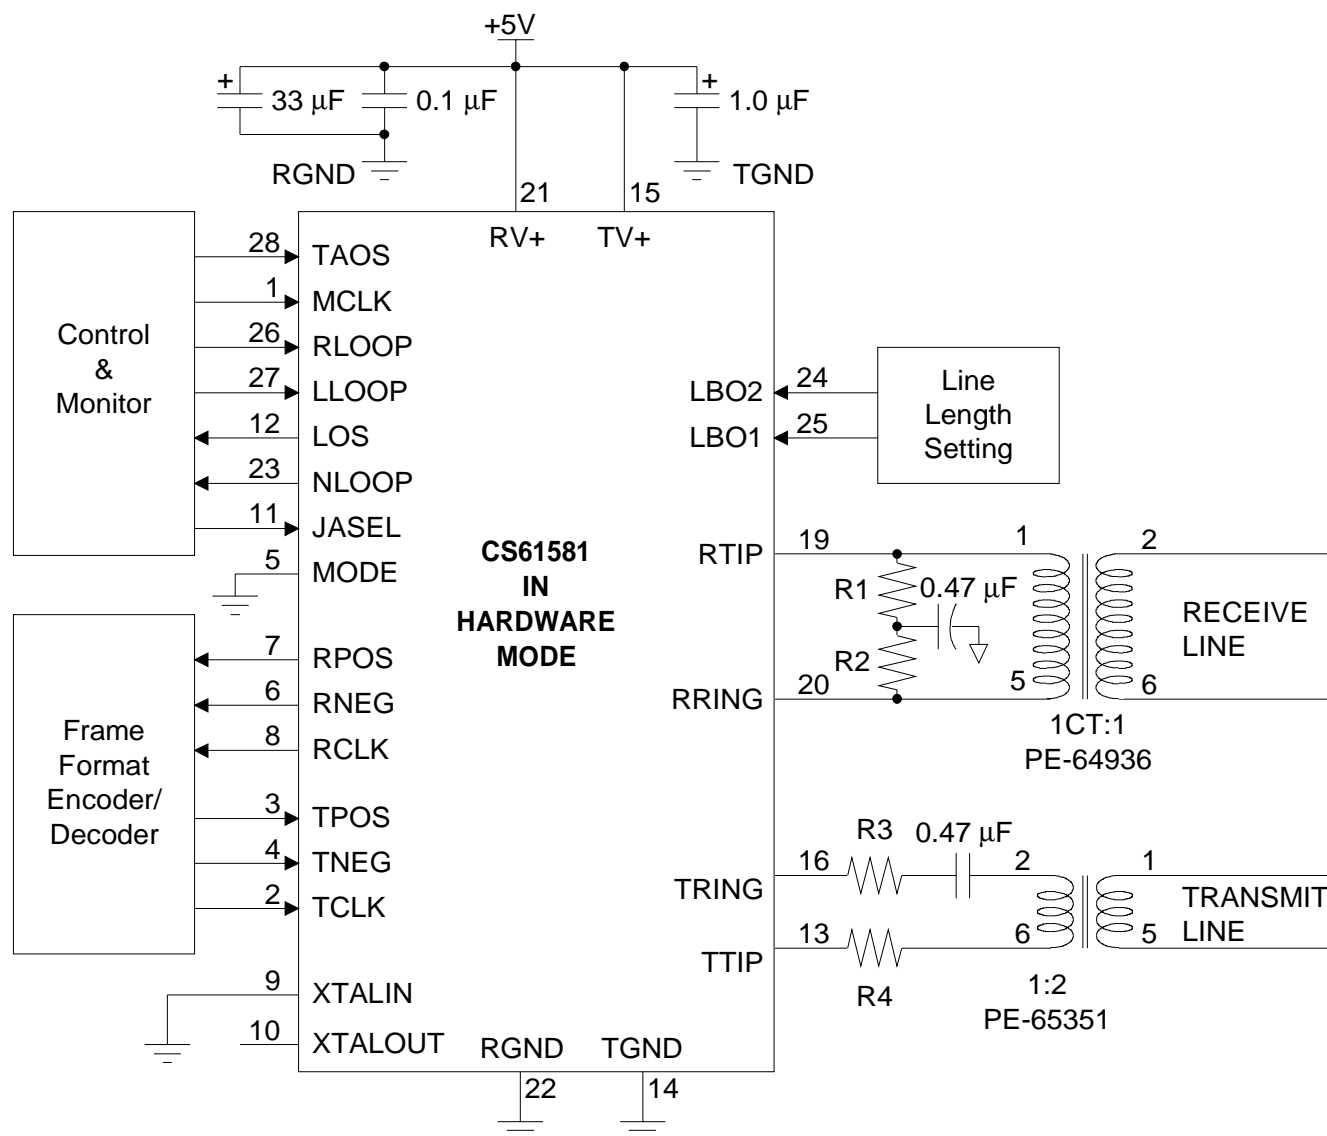 +5V
+
33 µF
0.1 µF
+
1.0 µF
RGND
TGND
21
15
RV+
TV+
Control
&
Monitor
28
TAOS
1
MCLK
26
RLOOP
27
LLOOP
12
LOS
23
NLOOP
11
JASEL
5
MODE
LBO2
24
LBO1
25
Line
Length
Setting
CS61581
IN
HARDWARE
MODE
RTIP
19
R1
0.47 µF
R2
RRING
20
1
5
2
6
RECEIVE
LINE
1CT:1
PE-64936
Frame
Format
Encoder/
Decoder
7
RPOS
6
RNEG
8
RCLK
3
TPOS
4
TNEG
2
TCLK
TRING
16
R3
0.47 µF
2
1
TRANSMIT
LINE
TTIP
13
R4
6
5
1:2
PE-65351
9
XTALIN
10
XTALOUT
RGND
TGND
22
14